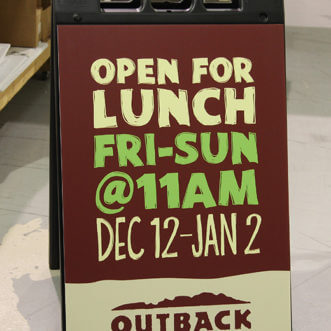 OPEN FOR
LUNCH
FRI-SUN
@11AM
DEC 12-JAN 2
OUTBACK